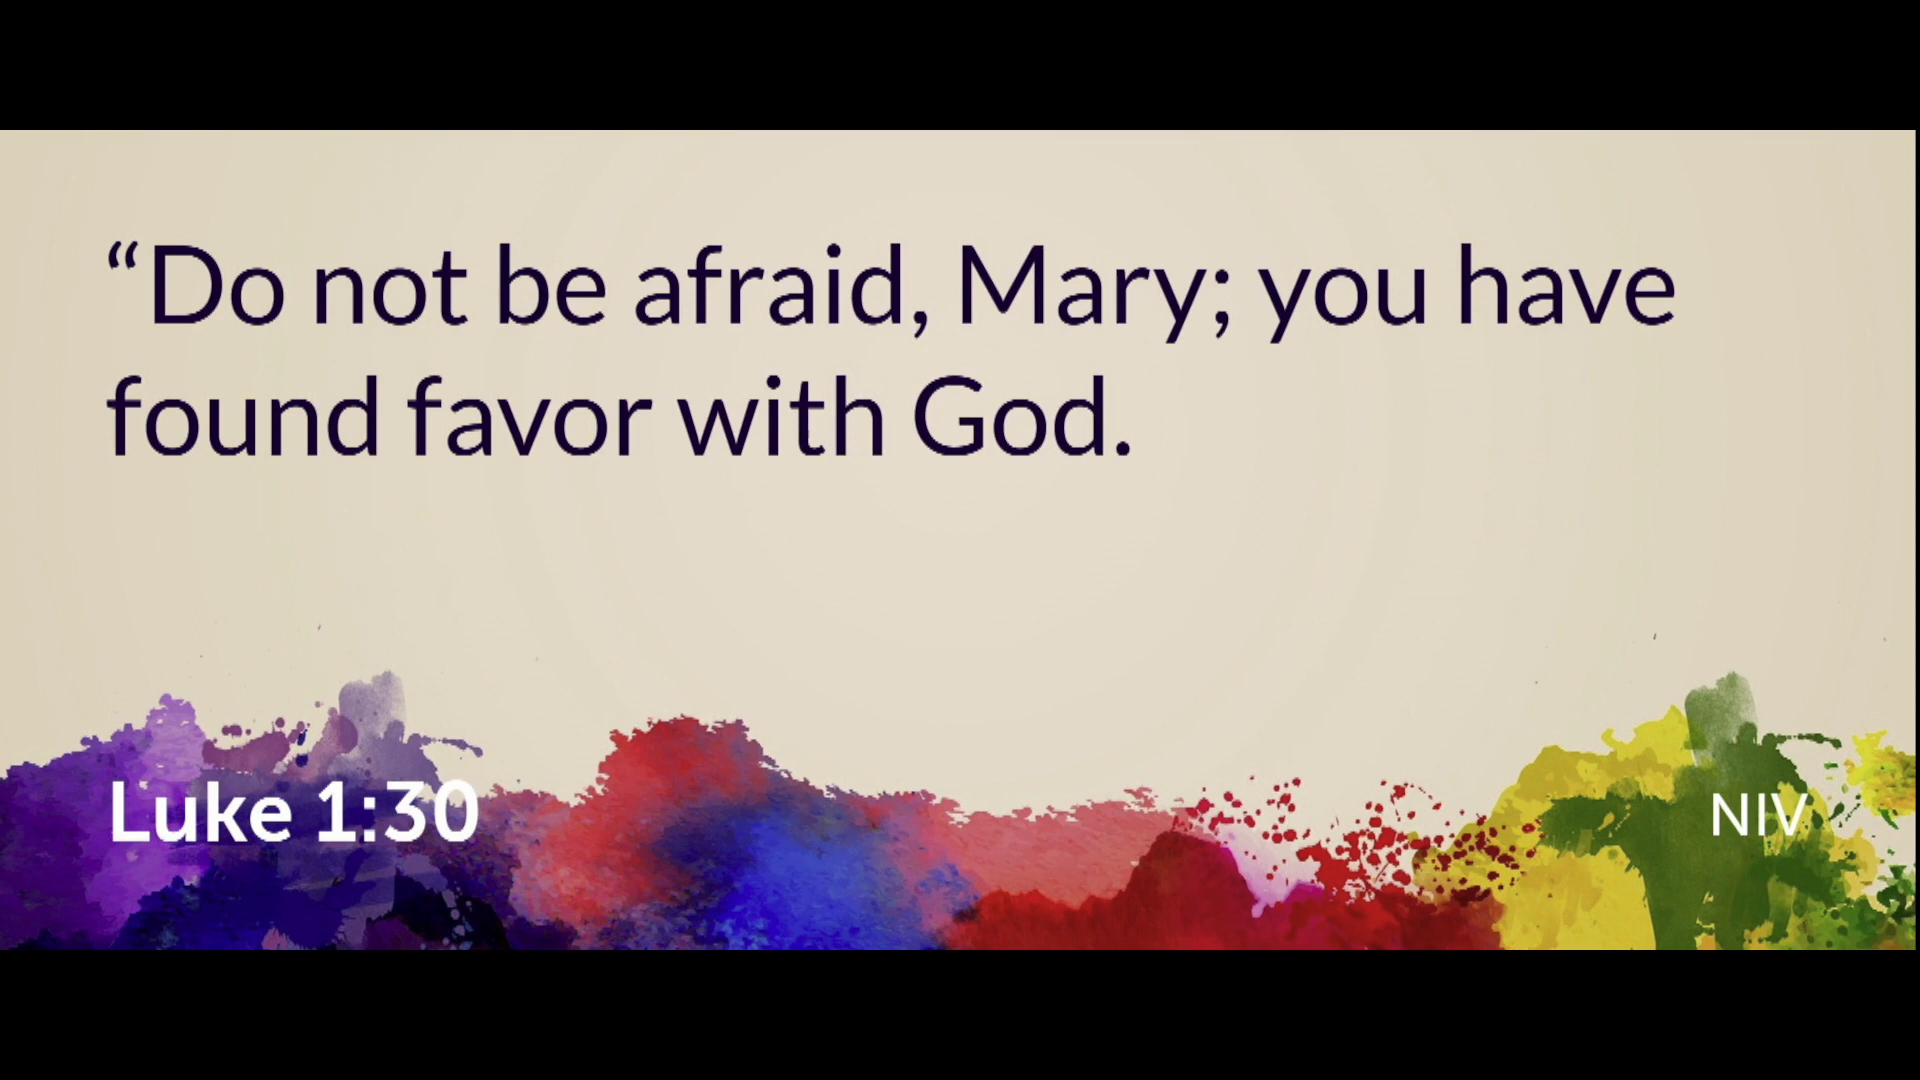 “Do not be afraid, Mary; you have
found favor with God.
Luke 1:30
NIV